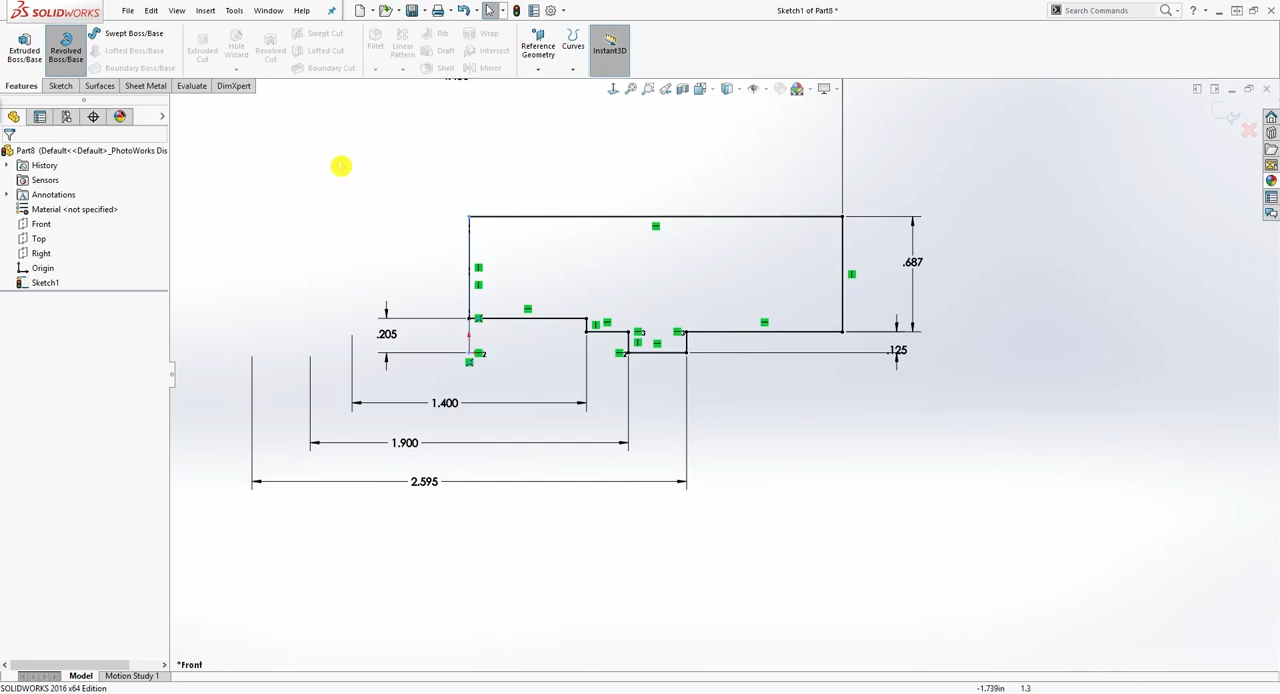 SOLIDWORKS
File Edit View Insert Tools Window Help
Sketch1 of Part8 *
Search Commands
Extruded Boss/Base
Revolved Boss/Base
Swept Boss/Base
Lofted Boss/Base
Boundary Boss/Base
Extruded Cut
Hole Wizard
Revolved Cut
Swept Cut
Lofted Cut
Boundary Cut
Fillet
Linear Pattern
Rib
Draft
Shell
Wrap
Intersect
Mirror
Reference Geometry
Curves
Instant3D
Features Sketch Surfaces Sheet Metal Evaluate DimXpert
Part8 (Default<<Default>_PhotoWorks Dis
History
Sensors
Annotations
Material <not specified>
Front
Top
Right
Origin
Sketch1
.687
.205
.125
1.400
1.900
2.595
*Front
Model Motion Study 1
SOLIDWORKS 2016 x64 Edition
-1.739in 1.3